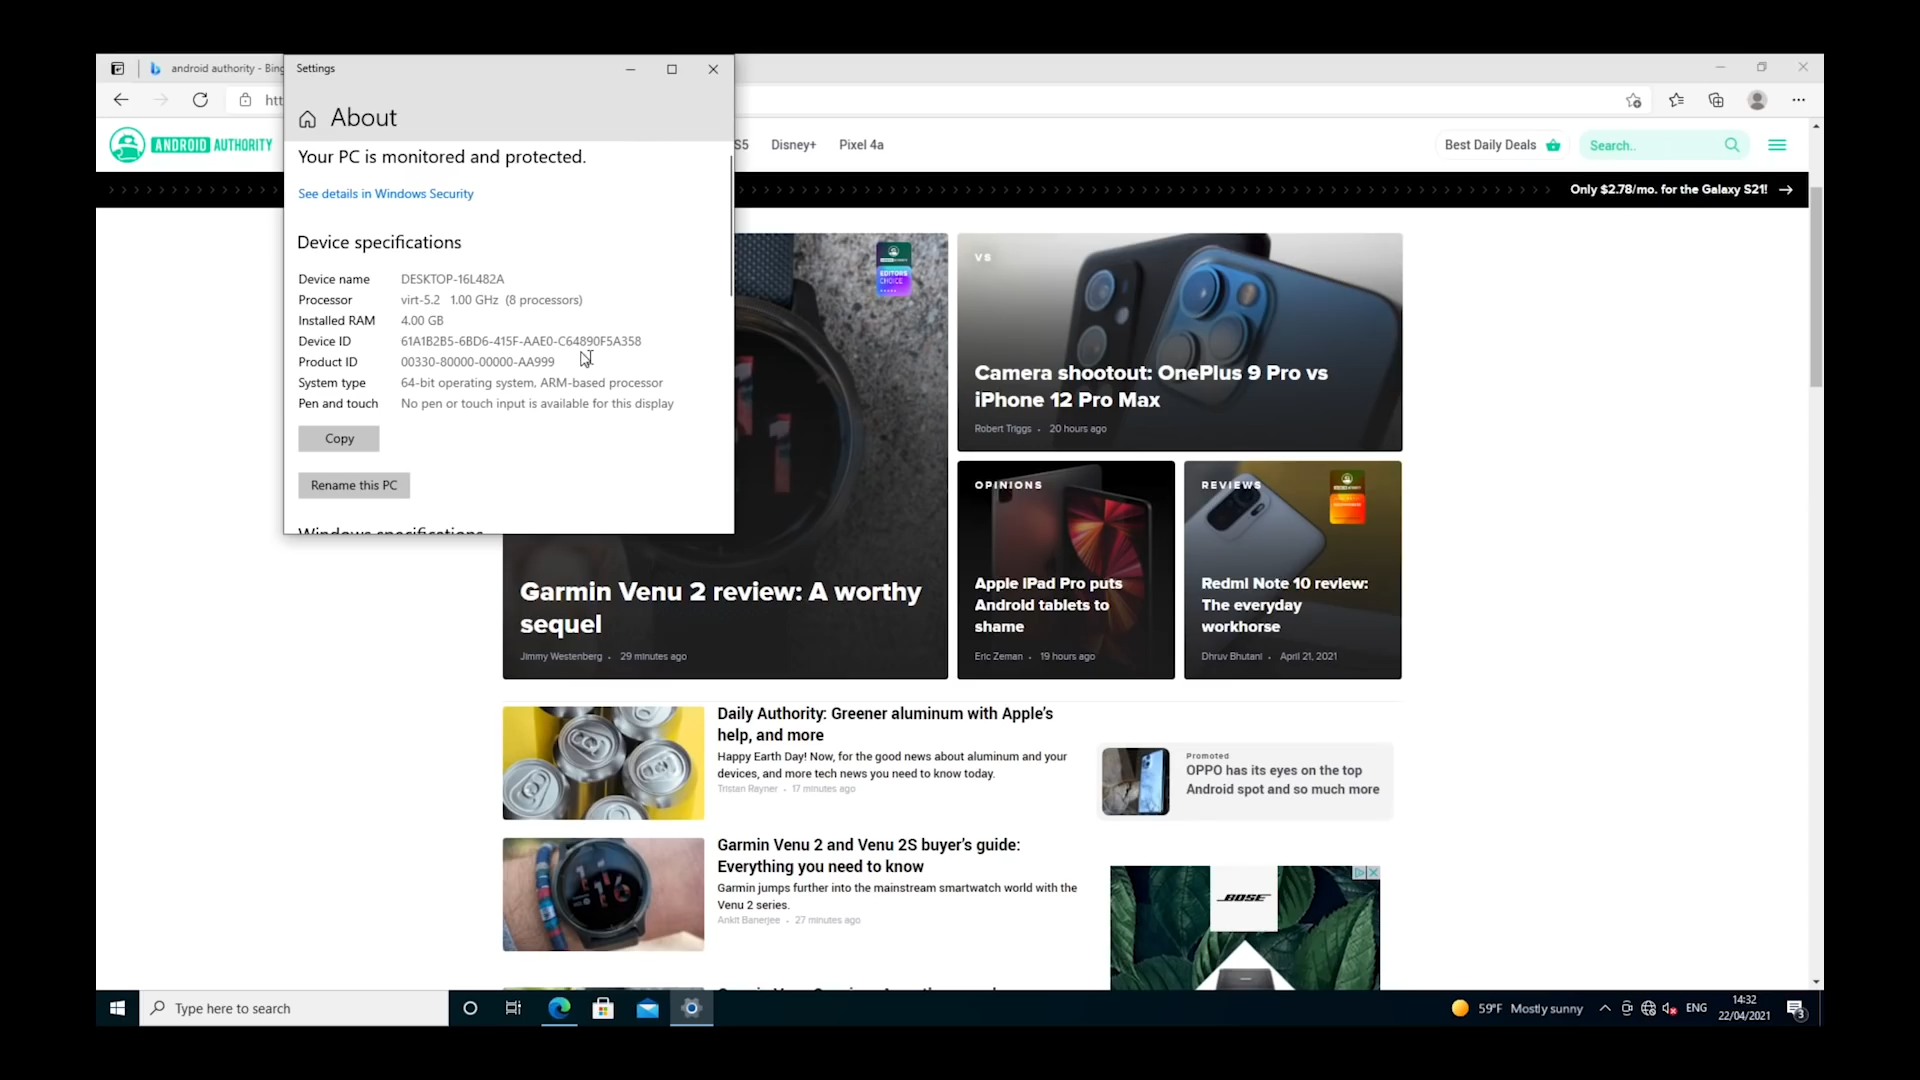 android authority - Bing
Settings
htt
About
ANDROID AUTHORITY
S5
Disney+
Pixel 4a
Best Daily Deals
Search..
Your PC is monitored and protected.
See details in Windows Security
Only $2.78/mo. for the Galaxy S21!
Device specifications
Device name DESKTOP-16L482A
Processor virt-5.2 1.00 GHz (8 processors)
Installed RAM 4.00 GB
Device ID 61A1B2B5-6BD6-415F-AAE0-C64890F5A358
Product ID 00330-80000-00000-AA999
System type 64-bit operating system, ARM-based processor
Pen and touch No pen or touch input is available for this display
Copy
Rename this PC
Windows specifications
EDITORS
CHOICE
Garmin Venu 2 review: A worthy
sequel
Jimmy Westenberg • 29 minutes ago
VS
Camera shootout: OnePlus 9 Pro vs
iPhone 12 Pro Max
Robert Triggs • 20 hours ago
OPINIONS
Apple iPad Pro puts
Android tablets to
shame
Eric Zeman • 19 hours ago
REVIEWS
Redmi Note 10 review:
The everyday
workhorse
Dhruv Bhutani • April 21, 2021
Daily Authority: Greener aluminum with Apple’s
help, and more
Happy Earth Day! Now, for the good news about aluminum and your
devices, and more tech news you need to know today.
Tristan Rayner • 17 minutes ago
Promoted
OPPO has its eyes on the top
Android spot and so much more
Garmin Venu 2 and Venu 2S buyer’s guide:
Everything you need to know
Garmin jumps further into the mainstream smartwatch world with the
Venu 2 series.
Ankit Banerjee • 27 minutes ago
BOSE
Type here to search
59°F Mostly sunny
ENG
14:32
22/04/2021
3